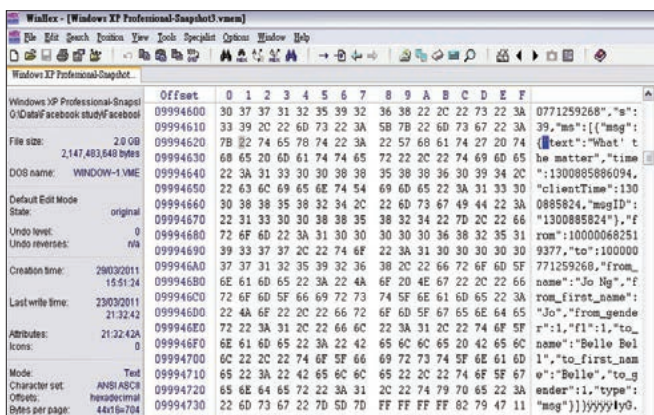 WinHex - [Windows XP Professional-Snapshot3.vmem]
File Edit Search Position View Tools Specialist Options Window Help
Windows XP Professional-Snapshot...
Windows XP Professional-Snapsl
G:\Data\Facebook study\Facebool
File size: 2.0 GB
2,147,483,648 bytes
DOS name: WINDOW~1.VME
Default Edit Mode
State: original
Undo level: 0
Undo reverses: n/a
Creation time: 29/03/2011
15:51:24
Last write time: 23/03/2011
21:32:42
Attributes: 21:32:42A
Icons: 0
Mode: Text
Character set: ANSI ASCII
Offsets: hexadecimal
Bytes per page: 44x16=704
Offset 0 1 2 3 4 5 6 7 8 9 A B C D E F
09994600 30 37 37 31 32 35 39 32 36 38 22 2C 22 73 22 3A 0771259268","s":
09994610 33 39 2C 22 6D 73 22 3A 5B 7B 22 6D 73 67 22 3A 39,"ms":[{"msg":
09994620 7B 22 74 65 78 74 22 3A 22 57 68 61 74 27 20 74 {"text":"What' t
09994630 68 65 20 6D 61 74 74 65 72 22 2C 22 74 69 6D 65 he matter","time
09994640 22 3A 31 33 30 30 38 38 35 38 38 36 30 39 34 2C ":1300885886094,
09994650 22 63 6C 69 65 6E 74 54 69 6D 65 22 3A 31 33 30 "clientTime":130
09994660 30 38 38 35 38 32 34 2C 22 6D 73 67 49 44 22 3A 0885824,"msgID":
09994670 22 31 33 30 30 38 38 35 38 32 34 22 7D 2C 22 66 "1300885824"},"f
09994680 72 6F 6D 22 3A 31 30 30 30 30 30 36 38 32 35 31 rom":10000068251
09994690 39 33 37 37 2C 22 74 6F 22 3A 31 30 30 30 30 30 9377,"to":100000
099946A0 37 37 31 32 35 39 32 36 38 2C 22 66 72 6F 6D 5F 771259268,"from_
099946B0 6E 61 6D 65 22 3A 22 4A 6F 20 4E 67 22 2C 22 66 name":"Jo Ng","f
099946C0 72 6F 6D 5F 66 69 72 73 74 5F 6E 61 6D 65 22 3A rom_first_name":
099946D0 22 4A 6F 22 2C 22 66 72 6F 6D 5F 67 65 6E 64 65 "Jo","from_gende
099946E0 72 22 3A 31 2C 22 66 6C 22 3A 31 2C 22 74 6F 5F r":1,"fl":1,"to_
099946F0 6E 61 6D 65 22 3A 22 42 65 6C 6C 65 20 42 65 6C name":"Belle Bel
09994700 6C 22 2C 22 74 6F 5F 66 69 72 73 74 5F 6E 61 6D l","to_first_nam
09994710 65 22 3A 22 42 65 6C 6C 65 22 2C 22 74 6F 5F 67 e":"Belle","to_g
09994720 65 6E 64 65 72 22 3A 31 2C 22 74 79 70 65 22 3A ender":1,"type":
09994730 22 6D 73 67 22 7D 5D 7D FF FF FF FF 82 79 47 11 "msg"}]}ÿÿÿÿ‚yG.